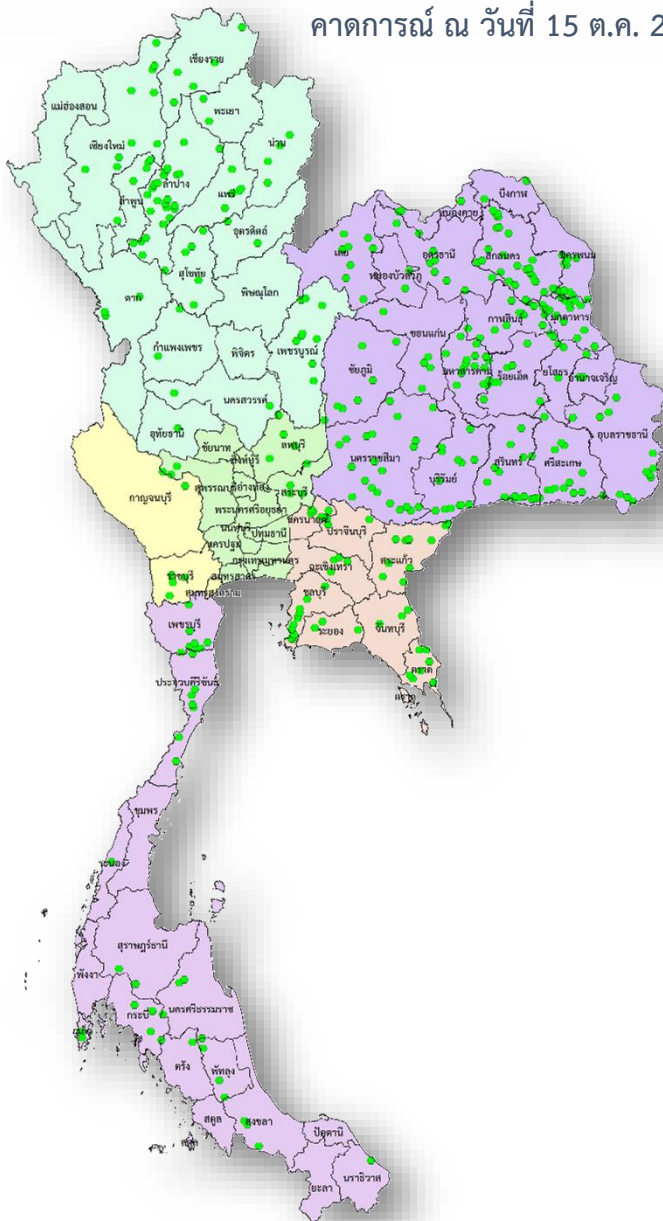 คาดการณ์ ณ วันที่ 15 ต.ค. 2
เชียงราย
แม่ฮ่องสอน
พะเยา
เชียงใหม่
น่าน
ลำปาง
บึงกาฬ
ลำพูน
แพร่
หนองคาย
อุตรดิตถ์
เลย
อุดรธานี
สกลนคร
นครพนม
สุโขทัย
หนองบัวลำภู
ตาก
พิษณุโลก
กาฬสินธุ์
มุกดาหาร
กำแพงเพชร
พิจิตร
เพชรบูรณ์
ขอนแก่น
ชัยภูมิ
มหาสารคาม
ร้อยเอ็ด
ยโสธร
อำนาจเจริญ
นครสวรรค์
อุทัยธานี
ชัยนาท
ลพบุรี
อุบลราชธานี
สิงห์บุรี
นครราชสีมา
บุรีรัมย์
สุรินทร์
ศรีสะเกษ
กาญจนบุรี
สุพรรณบุรี
อ่างทอง
สระบุรี
พระนครศรีอยุธยา
นครนายก
ปราจีนบุรี
นนทบุรี
ปทุมธานี
สระแก้ว
นครปฐม
กรุงเทพมหานคร
ฉะเชิงเทรา
ราชบุรี
สมุทรสาคร
ชลบุรี
สมุทรสงคราม
เพชรบุรี
ระยอง
จันทบุรี
ตราด
ประจวบคีรีขันธ์
ตราด
ชุมพร
ระนอง
สุราษฎร์ธานี
พังงา
นครศรีธรรมราช
กระบี่
ภูเก็ต
ตรัง
พัทลุง
สตูล
สงขลา
ปัตตานี
ยะลา
นราธิวาส